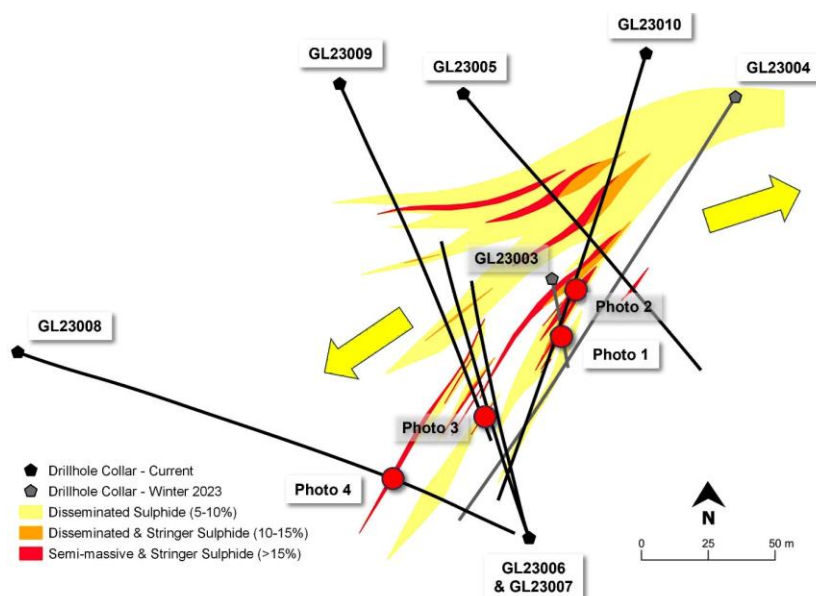 GL23010
GL23009
GL23005
GL23004
GL23003
Photo 2
GL23008
Photo 1
Photo 3
Photo 4
Drillhole Collar - Current
Drillhole Collar - Winter 2023
Disseminated Sulphide (5-10%)
Disseminated & Stringer Sulphide (10-15%)
Semi-massive & Stringer Sulphide (>15%)
GL23006
& GL23007
N
0 25 50 m